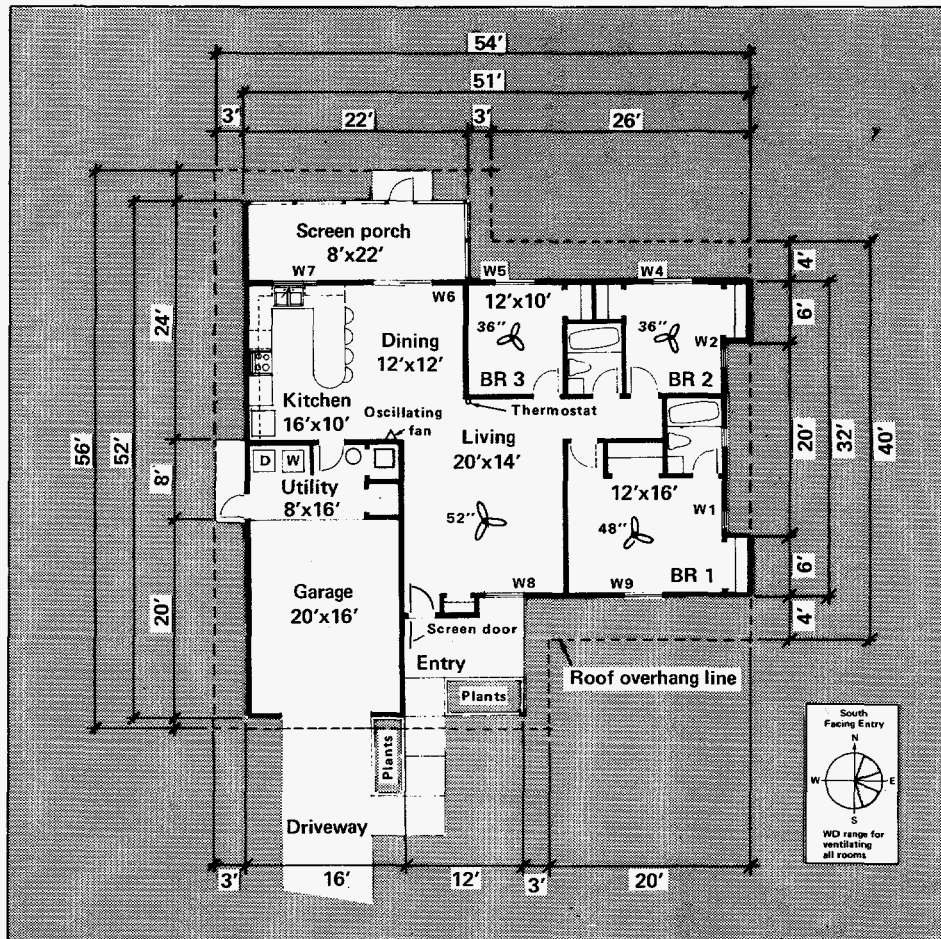 54'
51'
3'
22'
3'
26'
Screen porch
8'x22'
W7
W6
W5
W4
4'
12'x10'
36"
36"
6'
24'
Dining
12'x12'
W2
BR 3
BR 2
Kitchen
16'x10'
Oscillating
fan
Thermostat
Living
20'x14'
56'
52'
20'
32'
40'
8'
D
W
Utility
8'x16'
12'x16'
52"
48"
W1
BR 1
6'
Garage
20'x16'
W8
W9
20'
4'
Screen door
Entry
Roof overhang line
Plants
Plants
Driveway
South
Facing Entry
N
W
E
S
WD range for
ventilating
all rooms
3'
16'
12'
3'
20'